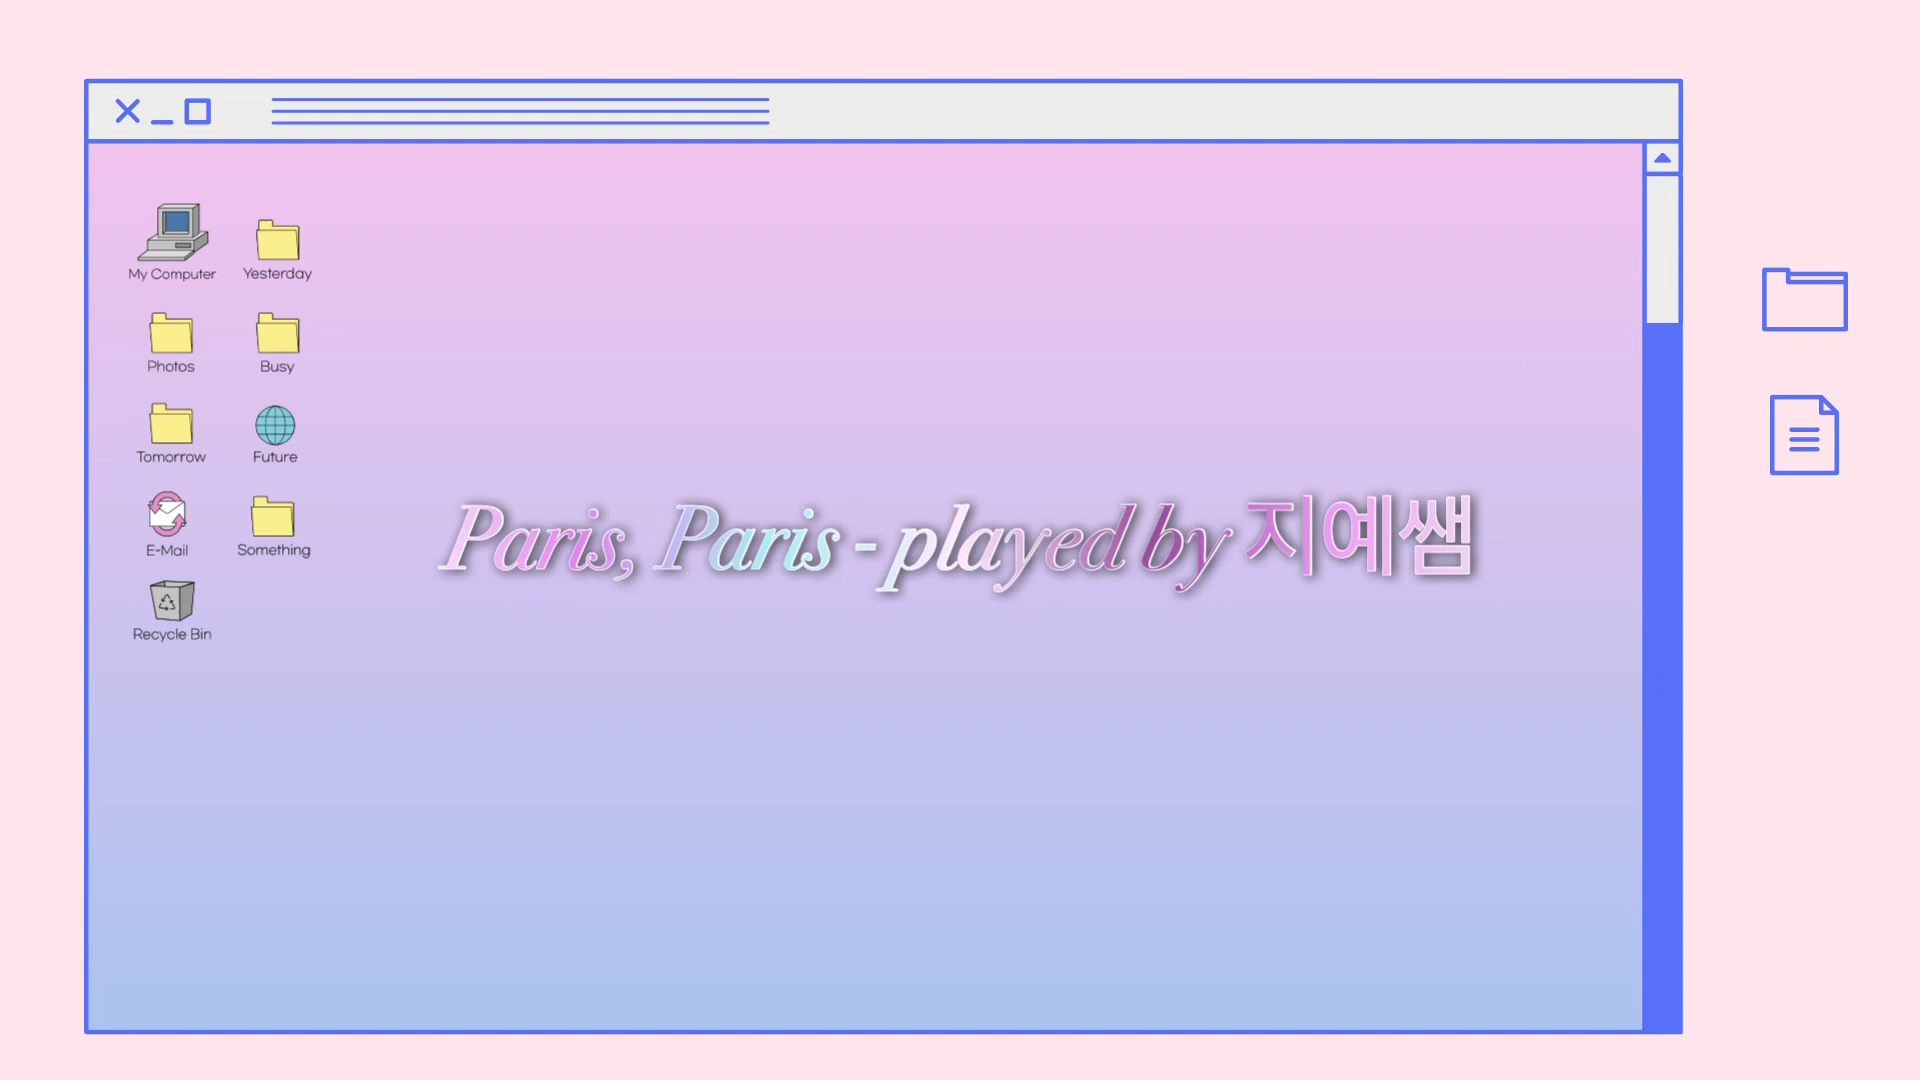 My Computer
Yesterday
Photos
Busy
Tomorrow
Future
E-Mail
Something
Recycle Bin
Paris, Paris - played by 지예쌤